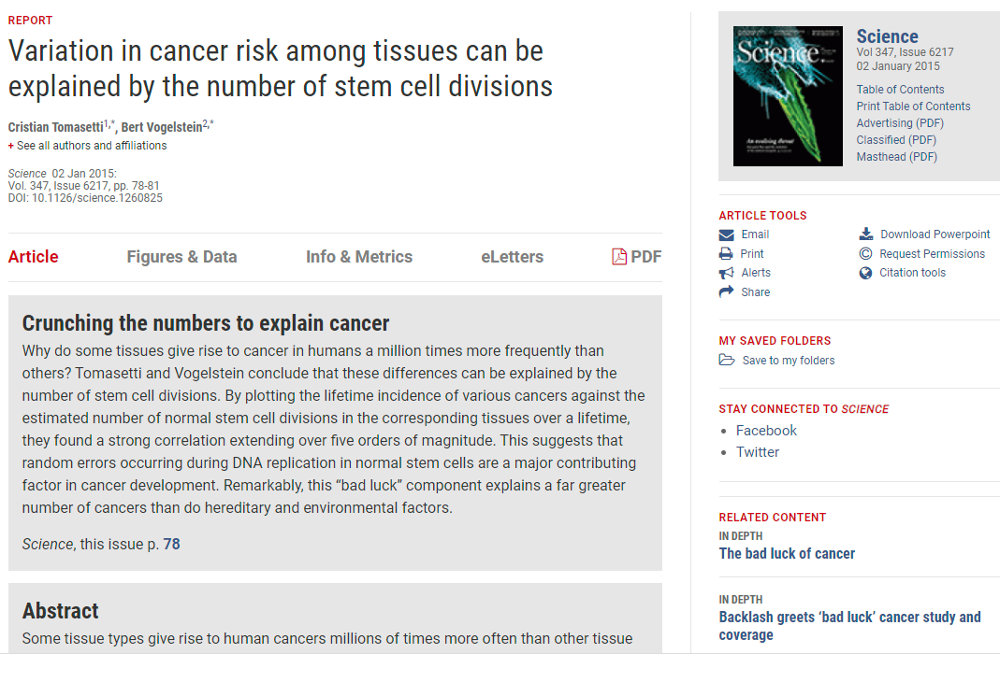 REPORT
Variation in cancer risk among tissues can be
explained by the number of stem cell divisions
Cristian Tomasetti1,*, Bert Vogelstein2,*
+ See all authors and affiliations
Science 02 Jan 2015:
Vol. 347, Issue 6217, pp. 78-81
DOI: 10.1126/science.1260825
Article
Figures & Data
Info & Metrics
eLetters
PDF
Crunching the numbers to explain cancer
Why do some tissues give rise to cancer in humans a million times more frequently than
others? Tomasetti and Vogelstein conclude that these differences can be explained by the
number of stem cell divisions. By plotting the lifetime incidence of various cancers against the
estimated number of normal stem cell divisions in the corresponding tissues over a lifetime,
they found a strong correlation extending over five orders of magnitude. This suggests that
random errors occurring during DNA replication in normal stem cells are a major contributing
factor in cancer development. Remarkably, this “bad luck” component explains a far greater
number of cancers than do hereditary and environmental factors.
Science, this issue p. 78
Abstract
Some tissue types give rise to human cancers millions of times more often than other tissue
Science
An evolving threat
Science
Vol 347, Issue 6217
02 January 2015
Table of Contents
Print Table of Contents
Advertising (PDF)
Classified (PDF)
Masthead (PDF)
ARTICLE TOOLS
Email
Download Powerpoint
Print
Request Permissions
Alerts
Citation tools
Share
MY SAVED FOLDERS
Save to my folders
STAY CONNECTED TO SCIENCE
Facebook
Twitter
RELATED CONTENT
IN DEPTH
The bad luck of cancer
IN DEPTH
Backlash greets ‘bad luck’ cancer study and
coverage